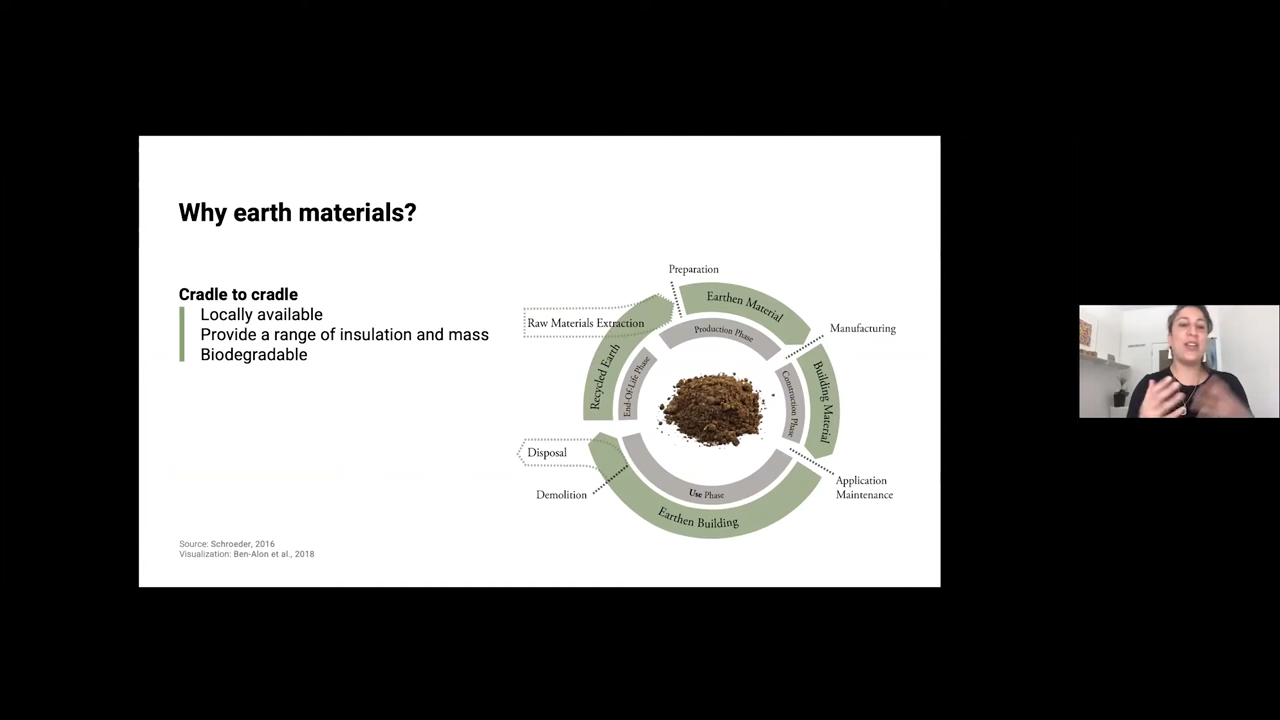 Why earth materials?
Cradle to cradle
Locally available
Provide a range of insulation and mass
Biodegradable
Source: Schroeder, 2016
Visualization: Ben-Alon et al., 2018
Preparation
Earthen Material
Raw Materials Extraction
Production Phase
Manufacturing
Recycled Earth
End-Of-Life Phase
Construction Phase
Building Material
Disposal
Demolition
Use Phase
Earthen Building
Application
Maintenance